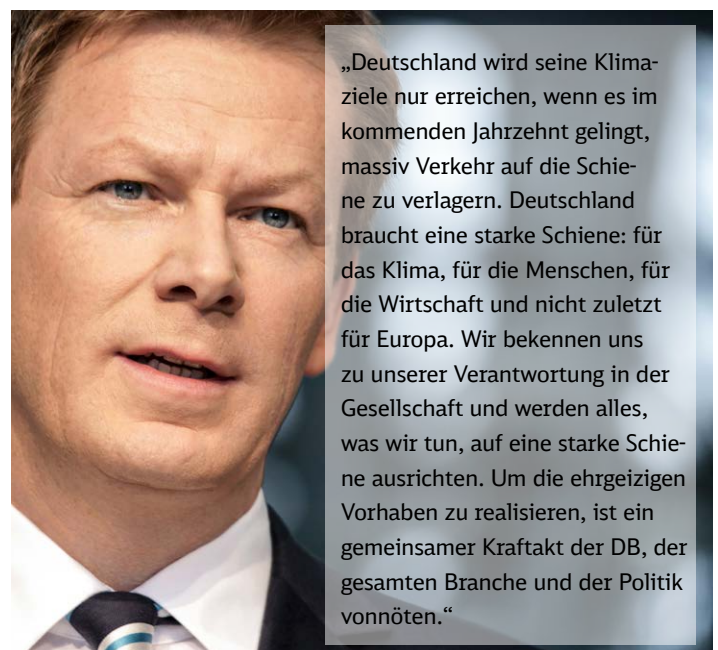 „Deutschland wird seine Klima-
ziele nur erreichen, wenn es im
kommenden Jahrzehnt gelingt,
massiv Verkehr auf die Schie-
ne zu verlagern. Deutschland
braucht eine starke Schiene: für
das Klima, für die Menschen, für
die Wirtschaft und nicht zuletzt
für Europa. Wir bekennen uns
zu unserer Verantwortung in der
Gesellschaft und werden alles,
was wir tun, auf eine starke Schie-
ne ausrichten. Um die ehrgeizigen
Vorhaben zu realisieren, ist ein
gemeinsamer Kraftakt der DB, der
gesamten Branche und der Politik
vonnöten.“